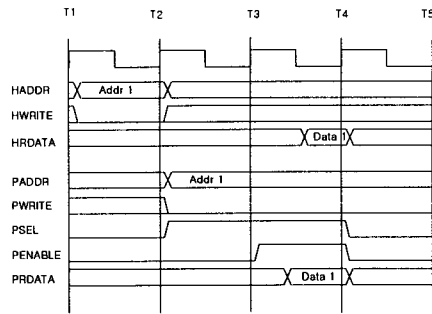 T1 T2 T3 T4 T5
HADDR Addr 1
HWRITE
HRDATA Data 1
PADDR Addr 1
PWRITE
PSEL
PENABLE
PRDATA Data 1